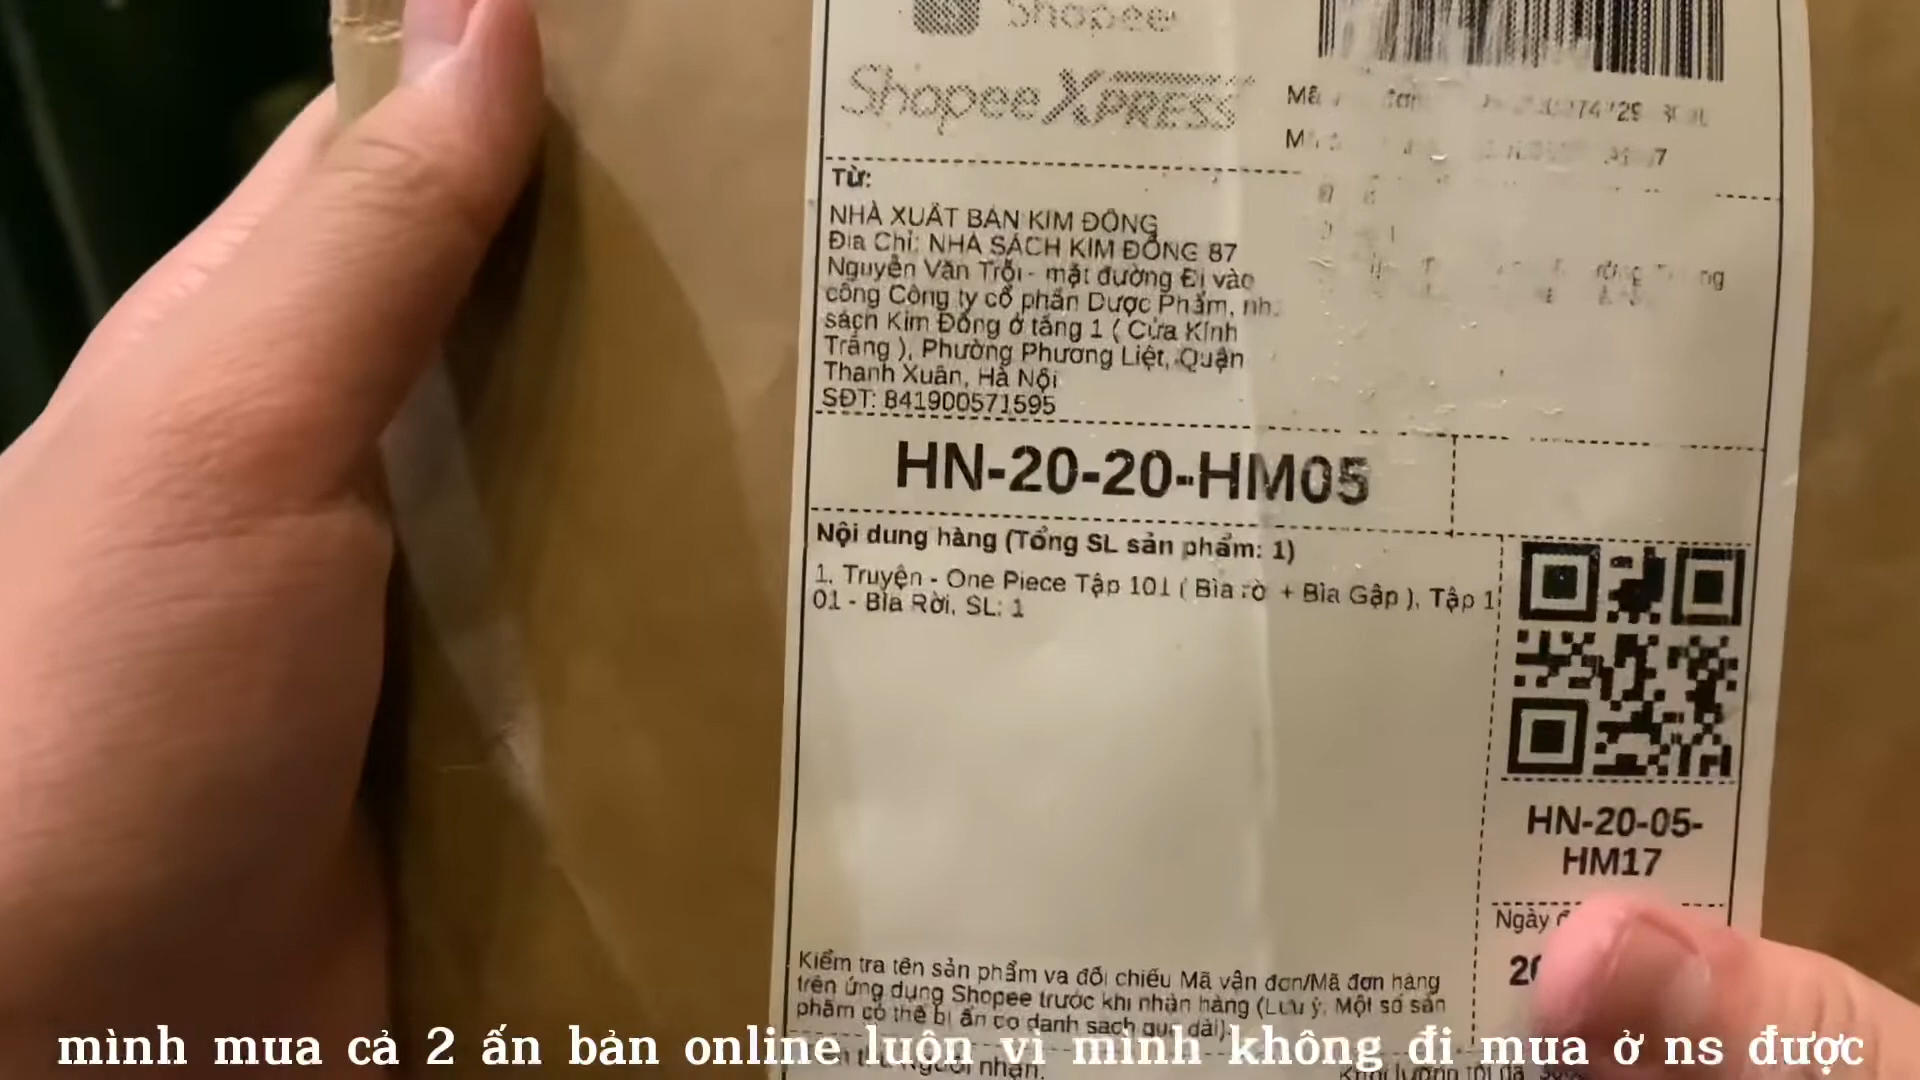 Shopee
Shopee XPRESS
Từ:
NHÀ XUẤT BẢN KIM ĐỒNG
Địa Chỉ: NHÀ SÁCH KIM ĐỒNG 87
Nguyễn Văn Trỗi - mặt đường Đi vào
cổng Công ty cổ phần Dược Phẩm,
sách Kim Đồng ở tầng 1 ( Cửa Kính
Trắng ), Phường Phương Liệt, Quận
Thanh Xuân, Hà Nội
SĐT: 841900571595
HN-20-20-HM05
Nội dung hàng (Tổng SL sản phẩm: 1)
1. Truyện - One Piece Tập 101 ( Bìa + Bìa Gập ), Tập 1
01 - Bìa Rời, SL: 1
HN-20-05-
HM17
Ngày
Kiểm tra tên sản phẩm và đối chiếu Mã vận đơn/Mã đơn hàng
trên ứng dụng Shopee trước khi nhận hàng (Lưu ý: Một số sản
phẩm có thể bị ẩn do danh sách quá dài).
mình mua cả 2 ấn bản online luôn vì mình không đi mua ở ns được